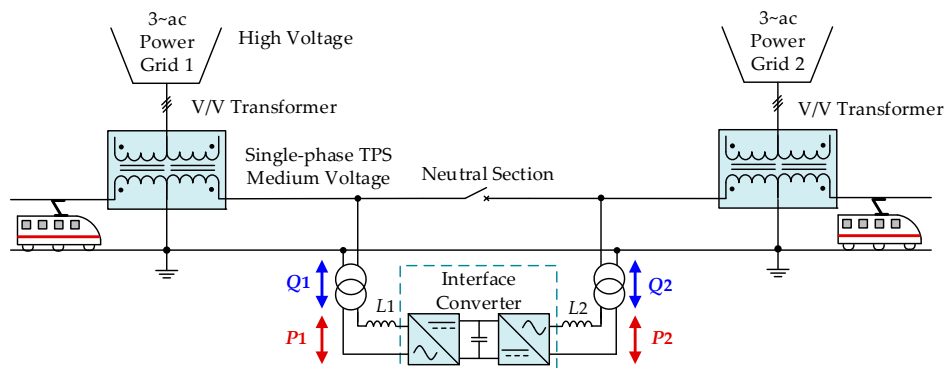 3~ac
Power
Grid 1
High Voltage
3~ac
Power
Grid 2
V/V Transformer
V/V Transformer
Single-phase TPS
Medium Voltage
Neutral Section
Q1
Interface
Converter
Q2
L1
L2
P1
P2